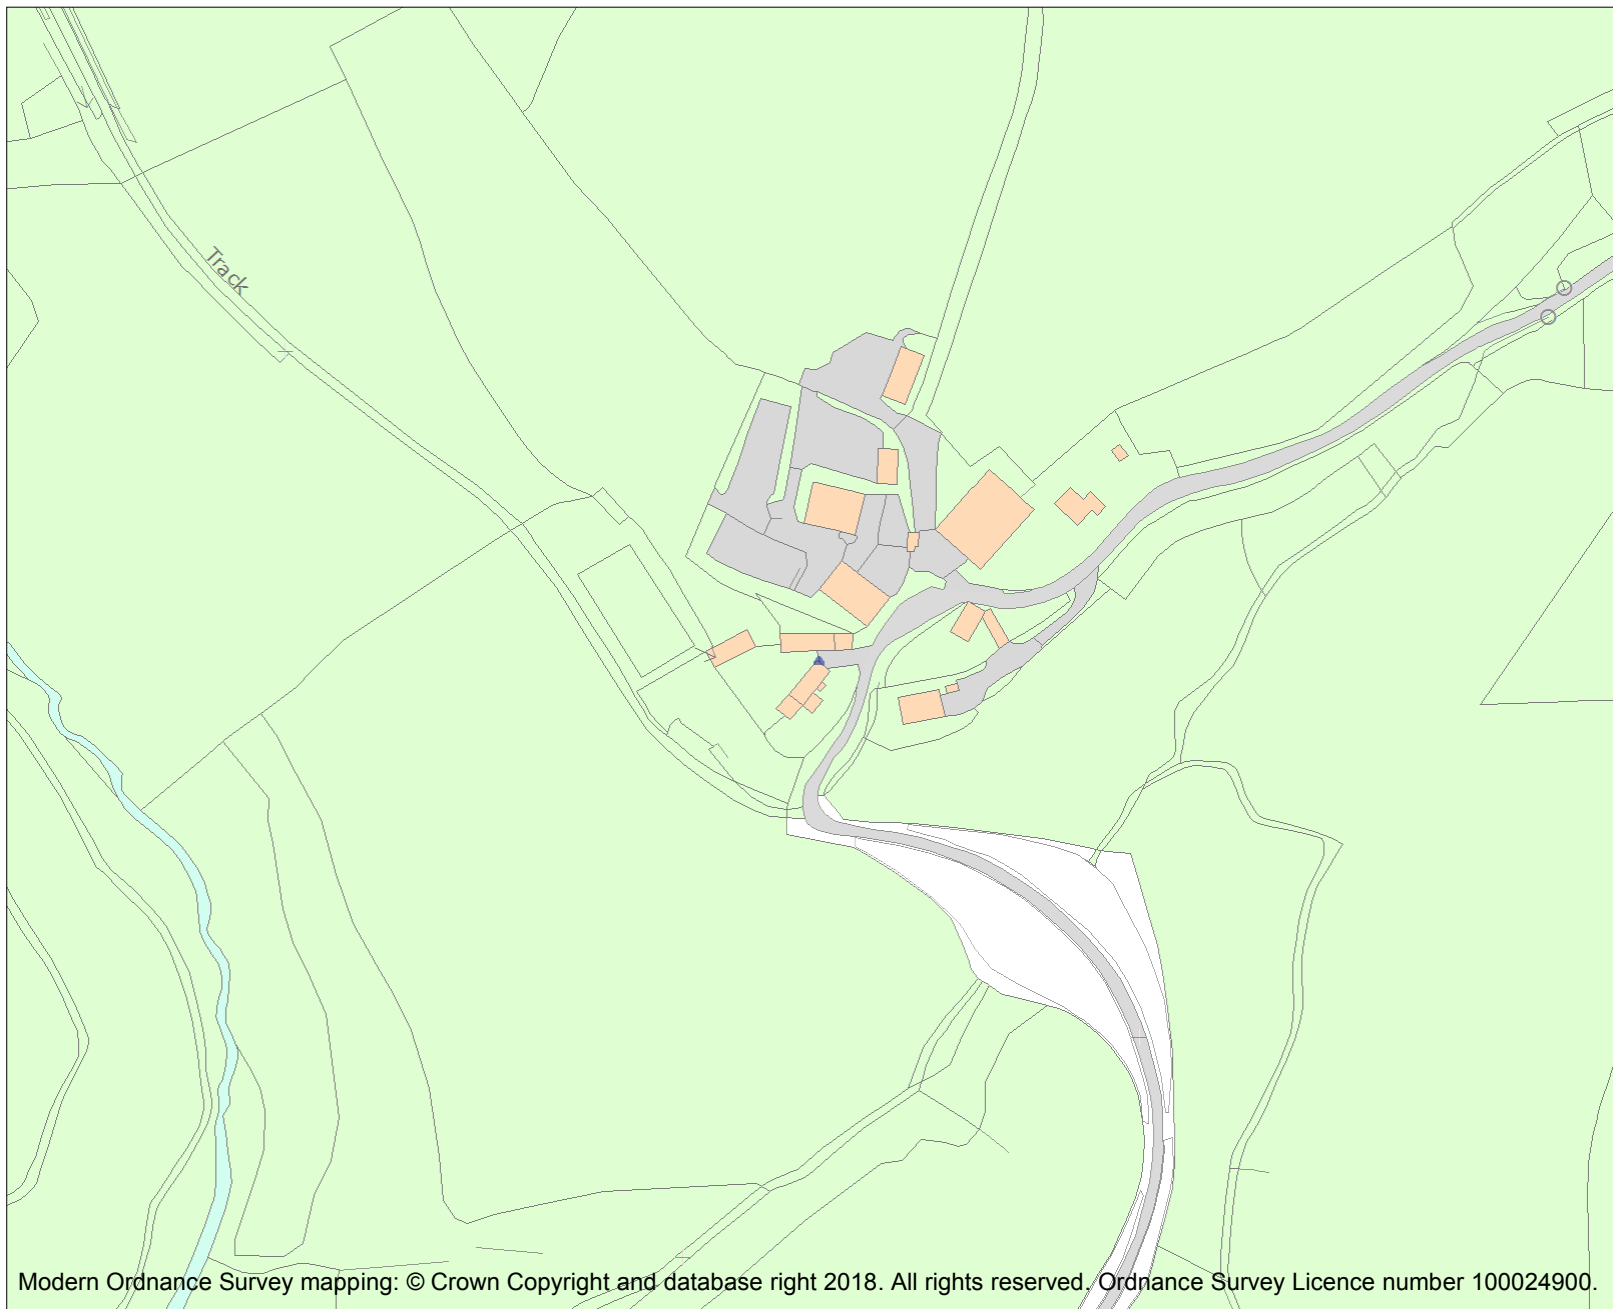 Track
Modern Ordnance Survey mapping: © Crown Copyright and database right 2018. All rights reserved. Ordnance Survey Licence number 100024900.